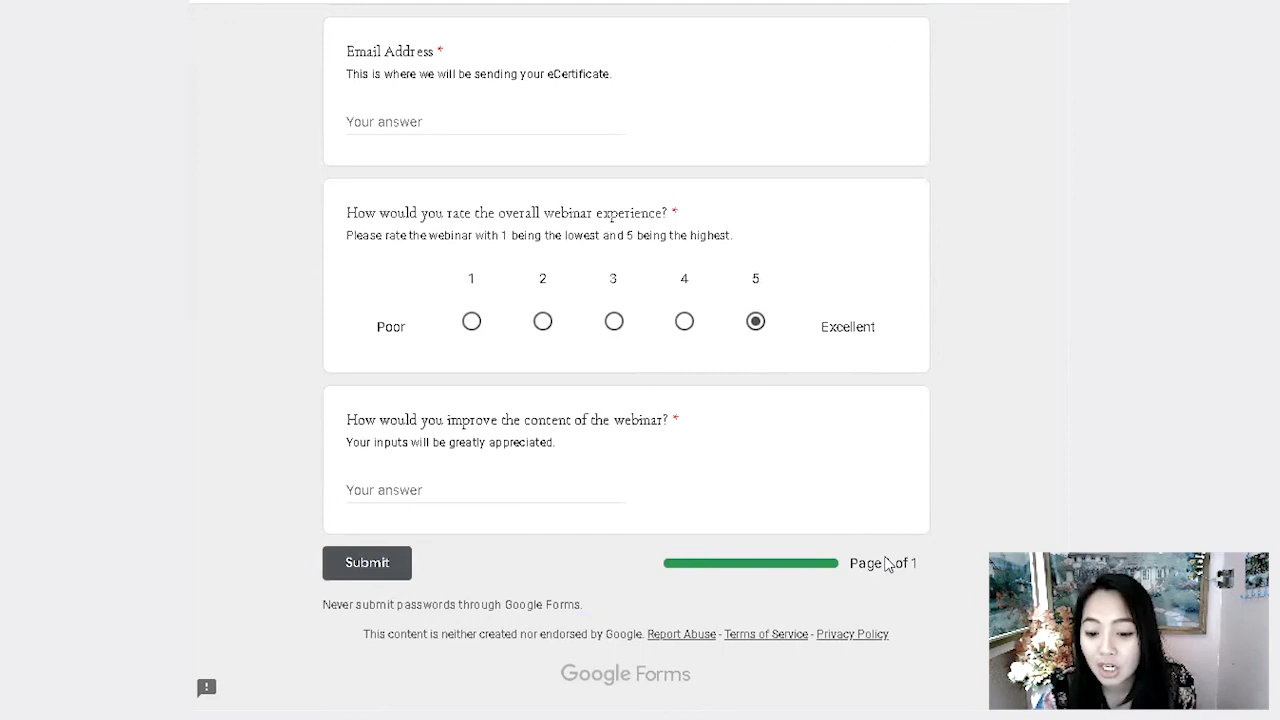 Email Address *
This is where we will be sending your eCertificate.
Your answer
How would you rate the overall webinar experience? *
Please rate the webinar with 1 being the lowest and 5 being the highest.
1 2 3 4 5
Poor Excellent
How would you improve the content of the webinar? *
Your inputs will be greatly appreciated.
Your answer
Submit
Page of 1
Never submit passwords through Google Forms.
This content is neither created nor endorsed by Google. Report Abuse - Terms of Service - Privacy Policy
Google Forms